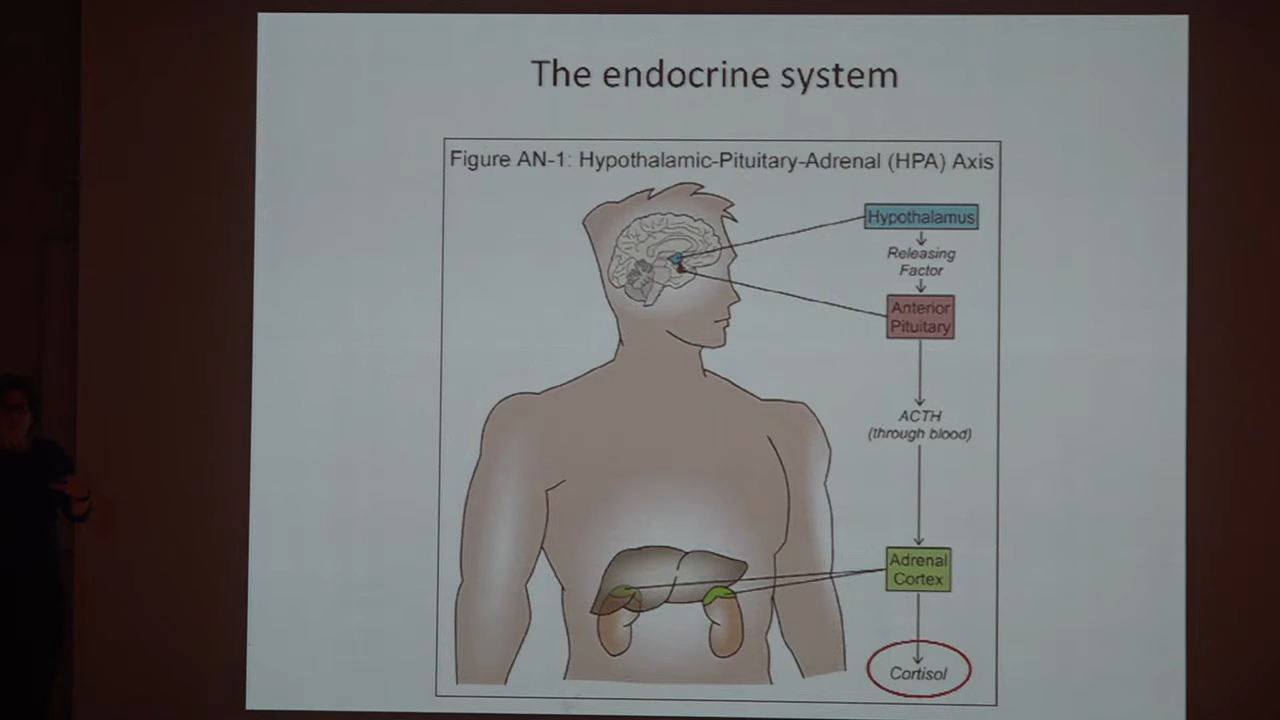 The endocrine system
Figure AN-1: Hypothalamic-Pituitary-Adrenal (HPA) Axis
Hypothalamus
Releasing
Factor
Anterior
Pituitary
ACTH
(through blood)
Adrenal
Cortex
Cortisol